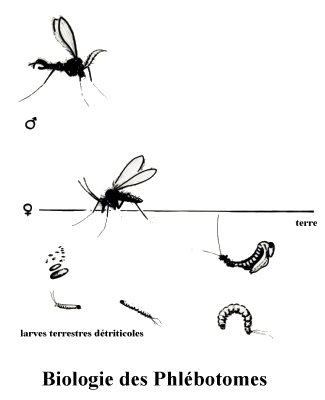 ♂
♀
terre
larves terrestres détriticoles
Biologie des Phlébotomes